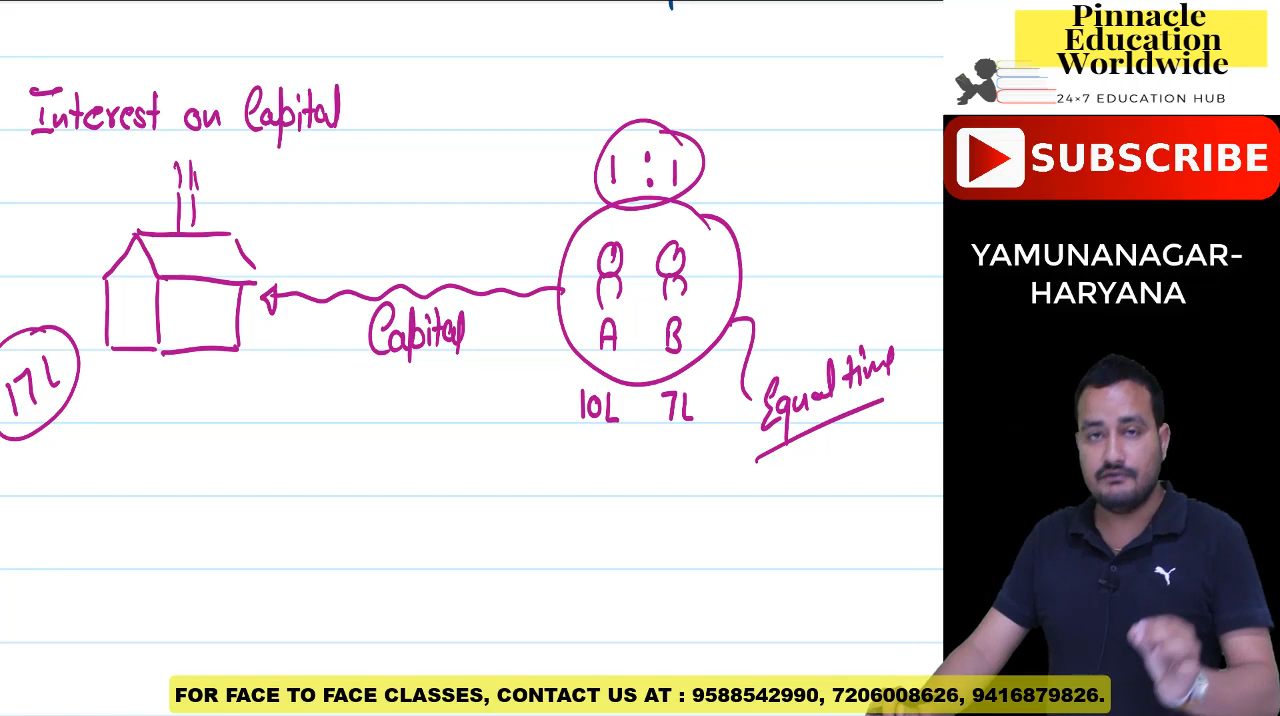 Pinnacle
Education
Worldwide
24×7 EDUCATION HUB
SUBSCRIBE
YAMUNANAGAR-
HARYANA
Interest on Capital
1:1
Capital
A B
10L 7L
Equal time
17L
FOR FACE TO FACE CLASSES, CONTACT US AT : 9588542990, 7206008626, 9416879826.